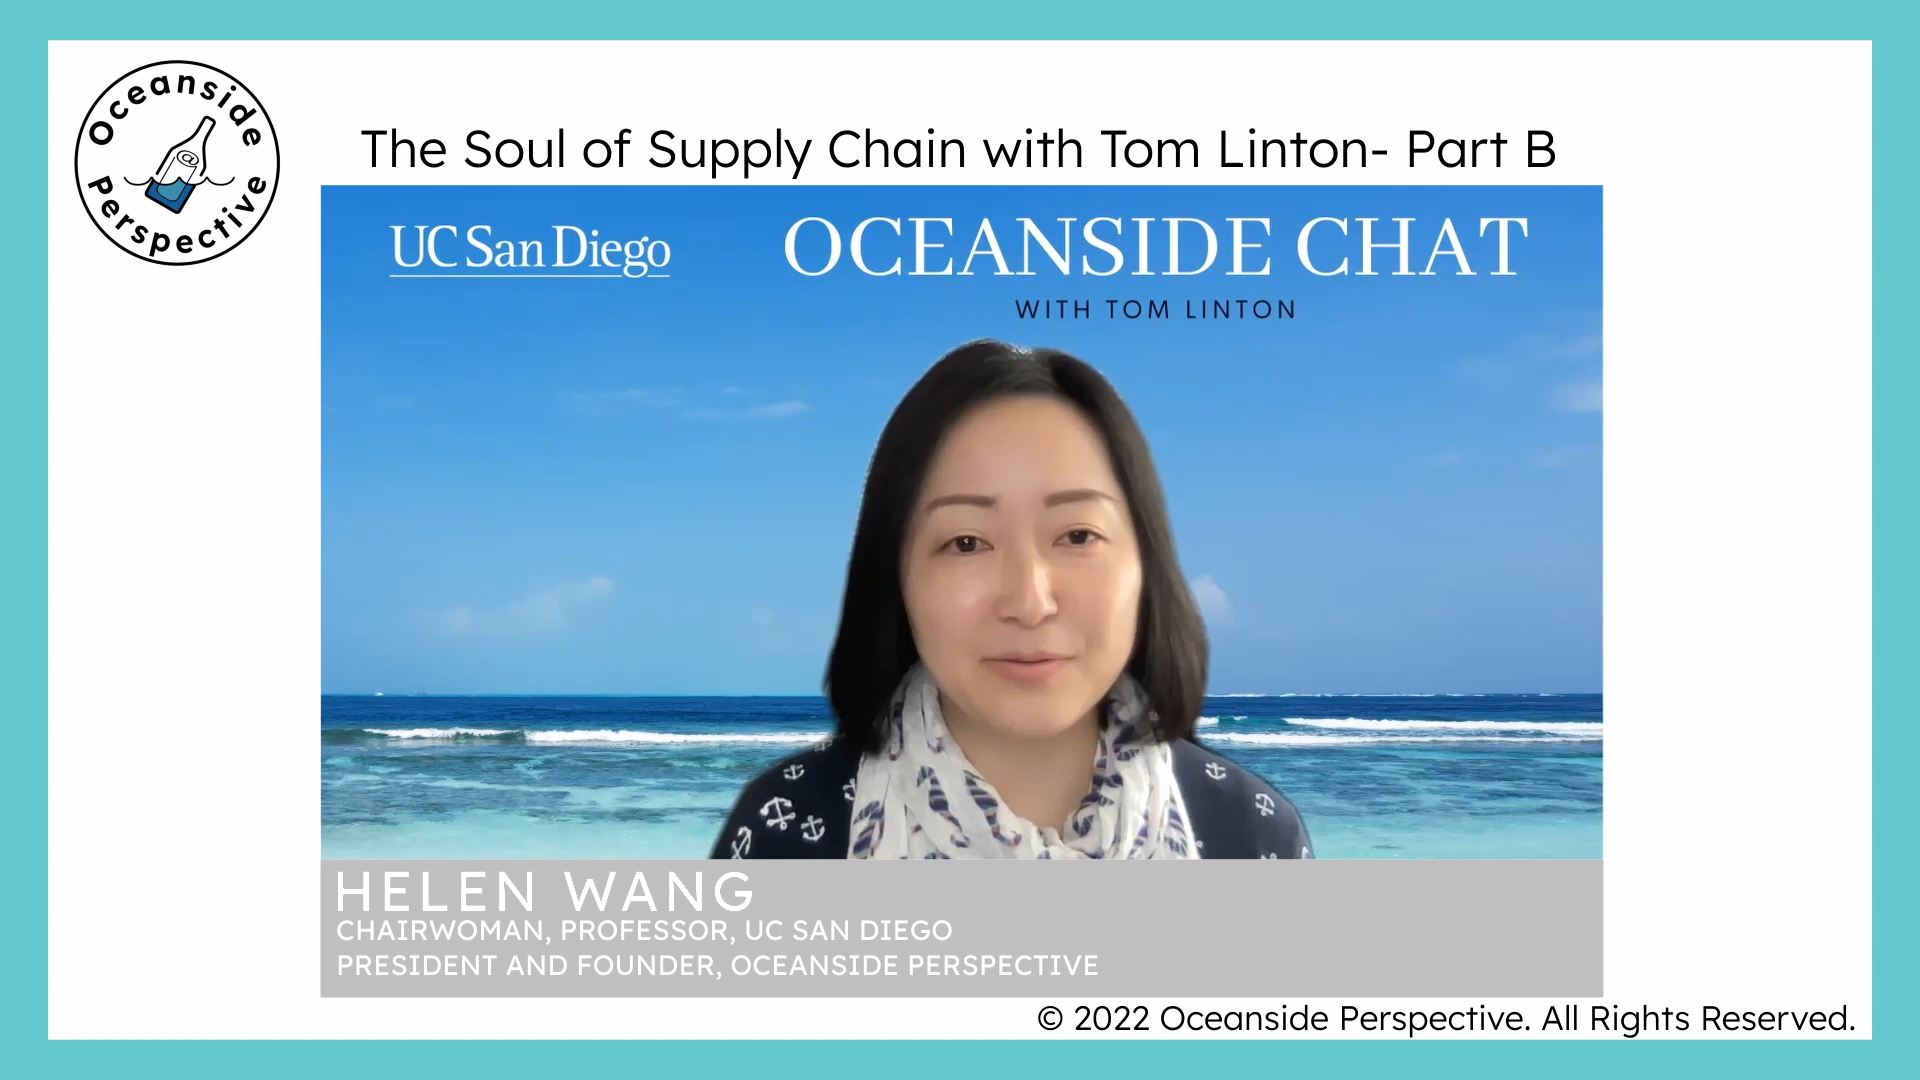 Oceanside
Perspective
@
The Soul of Supply Chain with Tom Linton- Part B
UC San Diego
OCEANSIDE CHAT
WITH TOM LINTON
HELEN WANG
CHAIRWOMAN, PROFESSOR, UC SAN DIEGO
PRESIDENT AND FOUNDER, OCEANSIDE PERSPECTIVE
© 2022 Oceanside Perspective. All Rights Reserved.